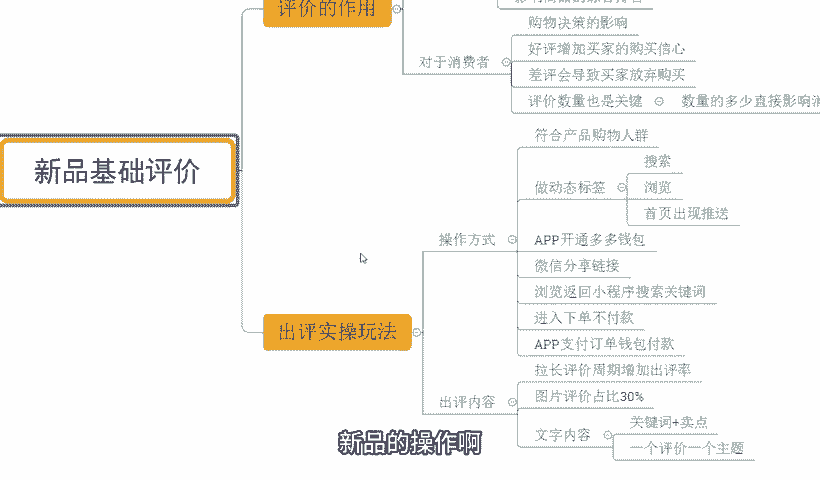 评价的作用
购物决策的影响
对于消费者
好评增加买家的购买信心
差评会导致买家放弃购买
评价数量也是关键
数量的多少直接影响消
新品基础评价
符合产品购物人群
做动态标签
搜索
浏览
首页出现推送
操作方式
APP开通多多钱包
微信分享链接
浏览返回小程序搜索关键词
进入下单不付款
APP支付订单钱包付款
出评实操玩法
拉长评价周期增加出评率
出评内容
图片评价占比30%
文字内容
关键词+卖点
一个评价一个主题
新品的操作啊